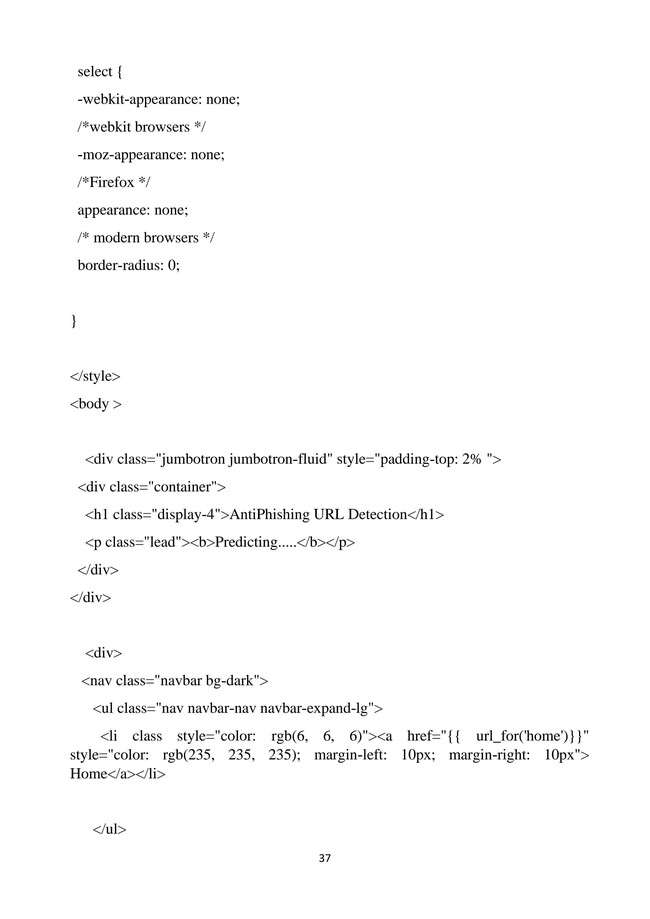 select {
-webkit-appearance: none;
/*webkit browsers */
-moz-appearance: none;
/*Firefox */
appearance: none;
/* modern browsers */
border-radius: 0;
}
</style>
<body >
<div class="jumbotron jumbotron-fluid" style="padding-top: 2% ">
<div class="container">
<h1 class="display-4">AntiPhishing URL Detection</h1>
<p class="lead"><b>Predicting.....</b></p>
</div>
</div>
<div>
<nav class="navbar bg-dark">
<ul class="nav navbar-nav navbar-expand-lg">
<li class style="color: rgb(6, 6, 6)"><a href="{{ url_for('home')}}"
style="color: rgb(235, 235, 235); margin-left: 10px; margin-right: 10px">
Home</a></li>
</ul>
37